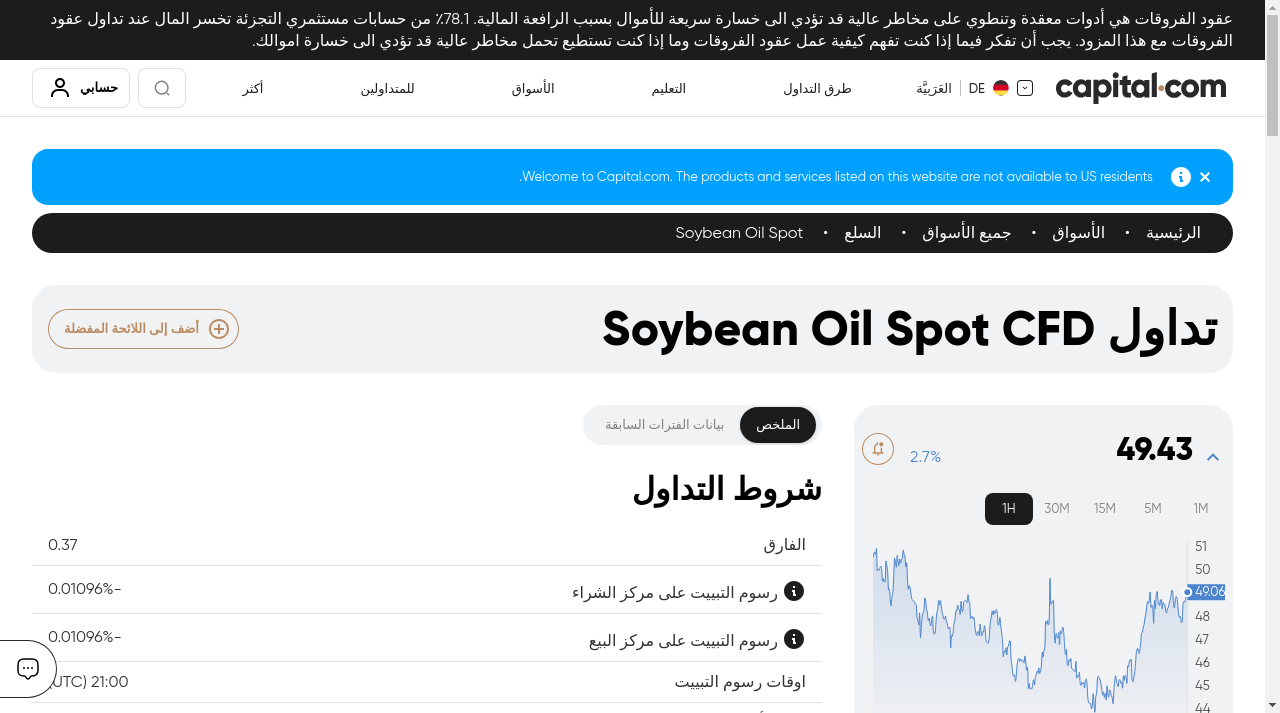 عقود الفروقات هي أدوات معقدة وتنطوي على مخاطر عالية قد تؤدي الى خسارة سريعة للأموال بسبب الرافعة المالية. 78.1٪ من حسابات مستثمري التجزئة تخسر المال عند تداول عقود
الفروقات مع هذا المزود. يجب أن تفكر فيما إذا كنت تفهم كيفية عمل عقود الفروقات وما إذا كنت تستطيع تحمل مخاطر عالية قد تؤدي الى خسارة اموالك.
capital.com
DE
العَرَبيَّة
طرق التداول
التعليم
الأسواق
للمتداولين
أكثر
حسابي
Welcome to Capital.com. The products and services listed on this website are not available to US residents.
الرئيسية • الأسواق • جميع الأسواق • السلع • Soybean Oil Spot
تداول Soybean Oil Spot CFD
أضف إلى اللائحة المفضلة
49.43
2.7%
1M
5M
15M
30M
1H
51
50
49.06
48
47
46
45
44
الملخص
بيانات الفترات السابقة
شروط التداول
الفارق
0.37
رسوم التبييت على مركز الشراء
0.01096%-
رسوم التبييت على مركز البيع
0.01096%-
اوقات رسوم التبييت
21:00 (UTC)